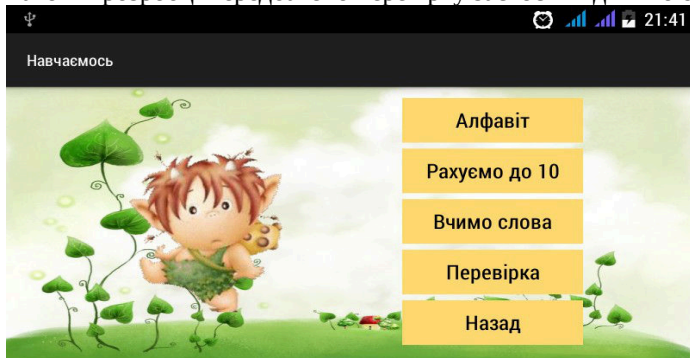 21:41
Навчаємось
Алфавіт
Рахуємо до 10
Вчимо слова
Перевірка
Назад